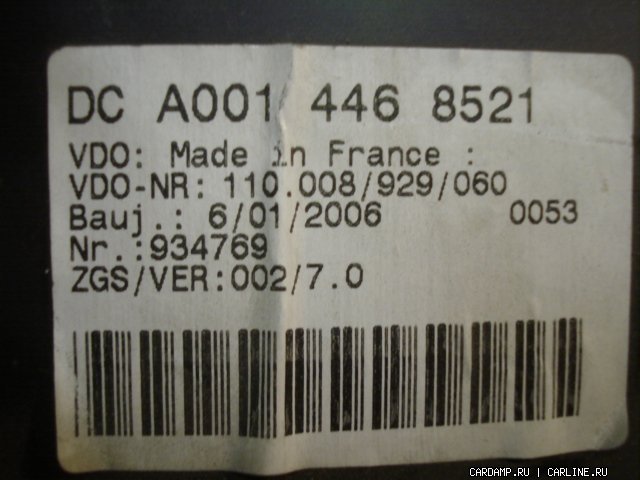 DC A001 446 8521
VDO: Made in France :
VDO-NR: 110.008/929/060
Bauj.: 6/01/2006 0053
Nr.:934769
ZGS/VER:002/7.0
CARDAMP.RU | CARLINE.RU